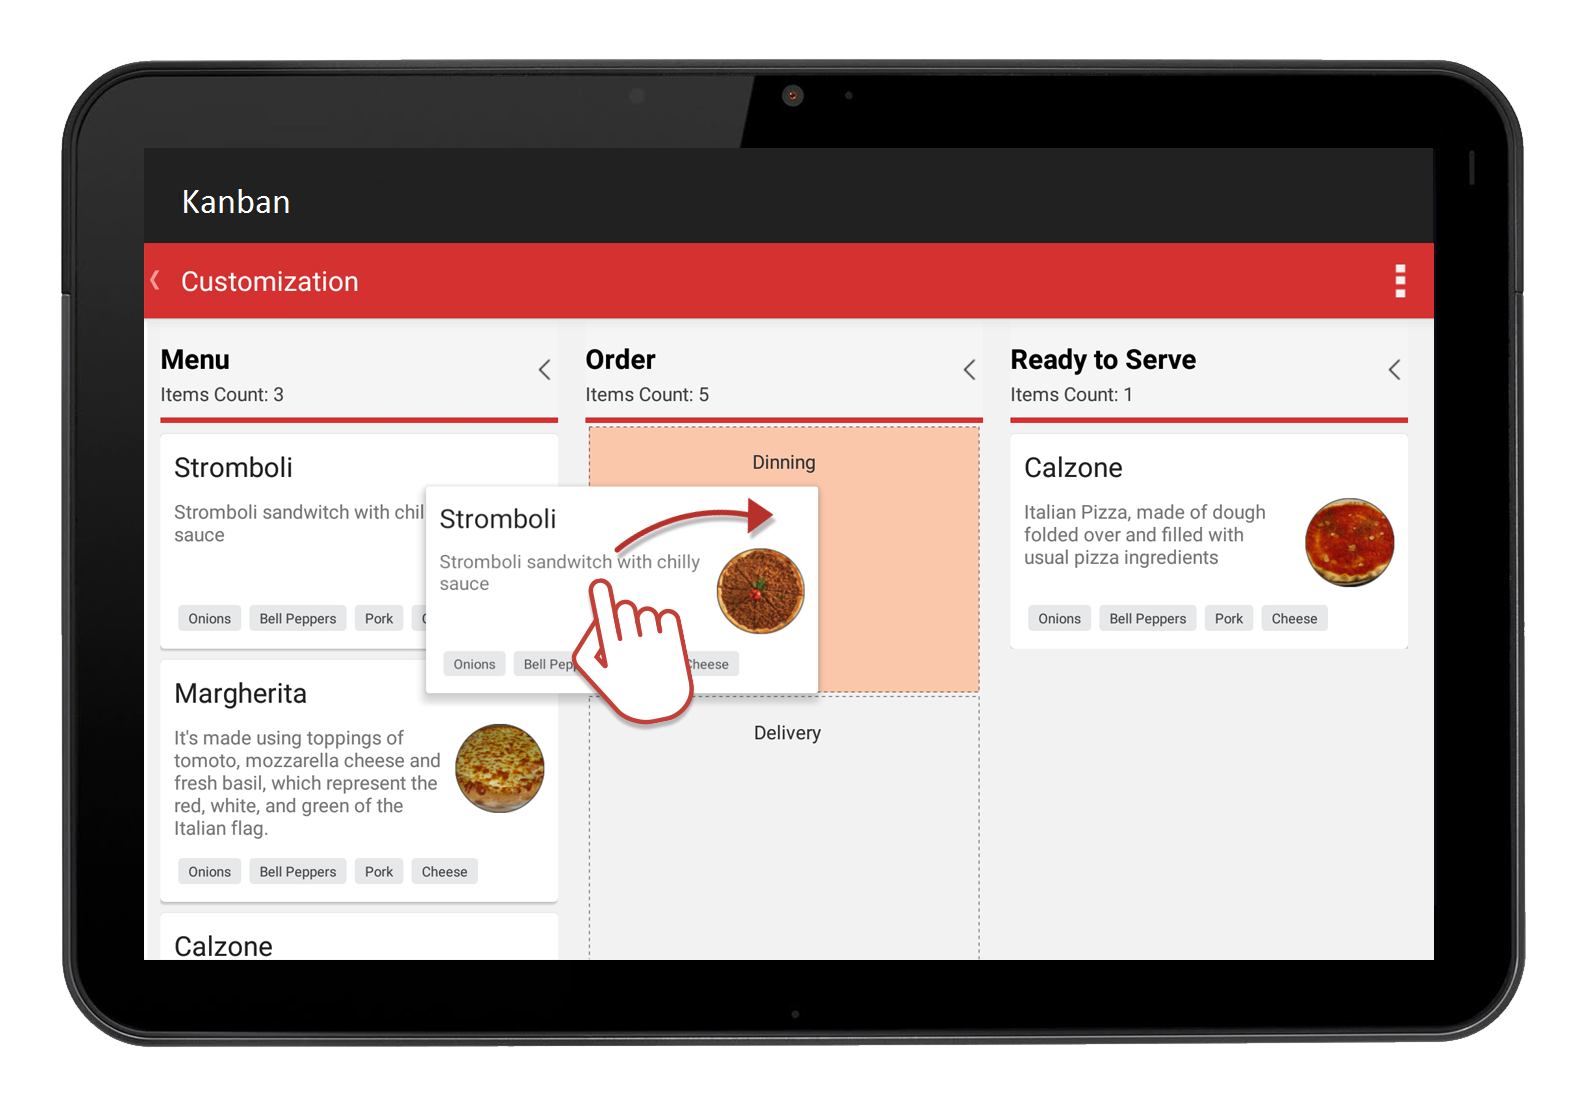 Kanban
Customization
Menu
Items Count: 3
Stromboli
Stromboli sandwitch with chil
sauce
Onions
Bell Peppers
Pork
Margherita
It's made using toppings of
tomoto, mozzarella cheese and
fresh basil, which represent the
red, white, and green of the
Italian flag.
Onions
Bell Peppers
Pork
Cheese
Calzone
Order
Items Count: 5
Dinning
Stromboli
Stromboli sandwitch with chilly
sauce
Onions
Bell Pepp
Cheese
Delivery
Ready to Serve
Items Count: 1
Calzone
Italian Pizza, made of dough
folded over and filled with
usual pizza ingredients
Onions
Bell Peppers
Pork
Cheese